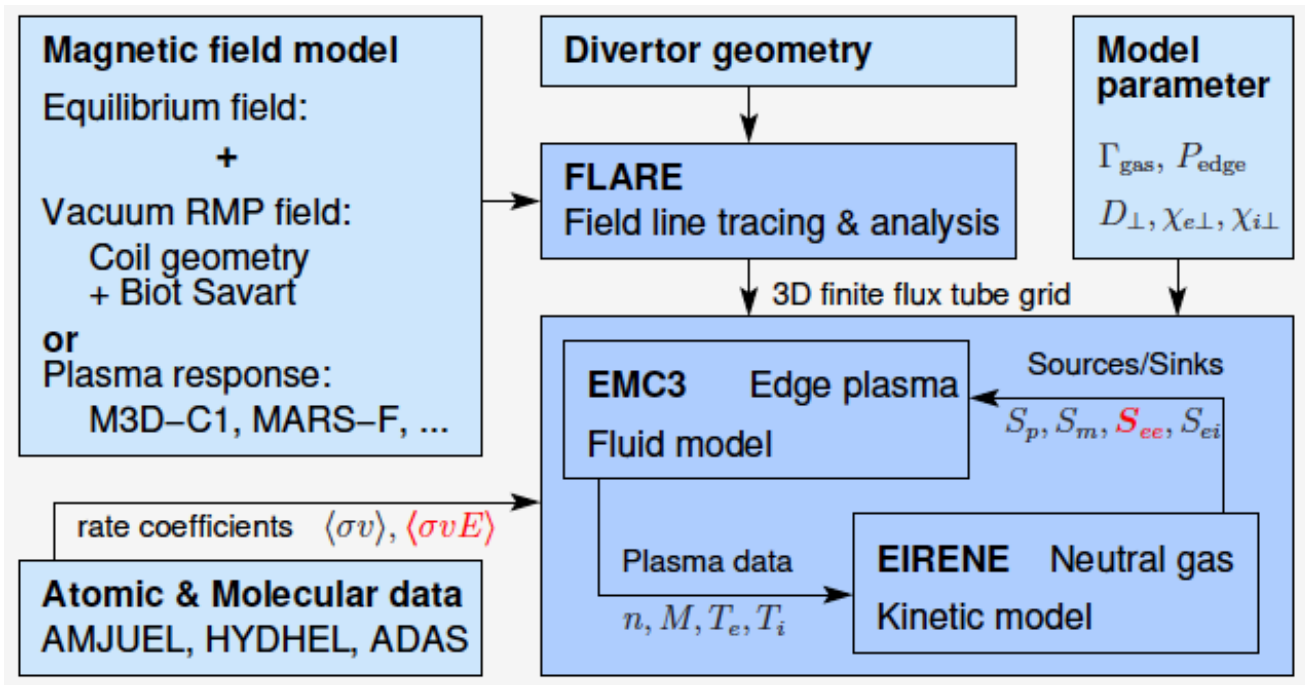 Magnetic field model
Equilibrium field:
+
Vacuum RMP field:
Coil geometry
+ Biot Savart
or
Plasma response:
M3D−C1, MARS−F, ...
Divertor geometry
FLARE
Field line tracing & analysis
3D finite flux tube grid
Model
parameter
Γgas, Pedge
D⊥, χe⊥, χi⊥
EMC3 Edge plasma
Fluid model
Sources/Sinks
Sp, Sm, See, Sei
Plasma data
n, M, Te, Ti
EIRENE Neutral gas
Kinetic model
rate coefficients ⟨σv⟩, ⟨σvE⟩
Atomic & Molecular data
AMJUEL, HYDHEL, ADAS